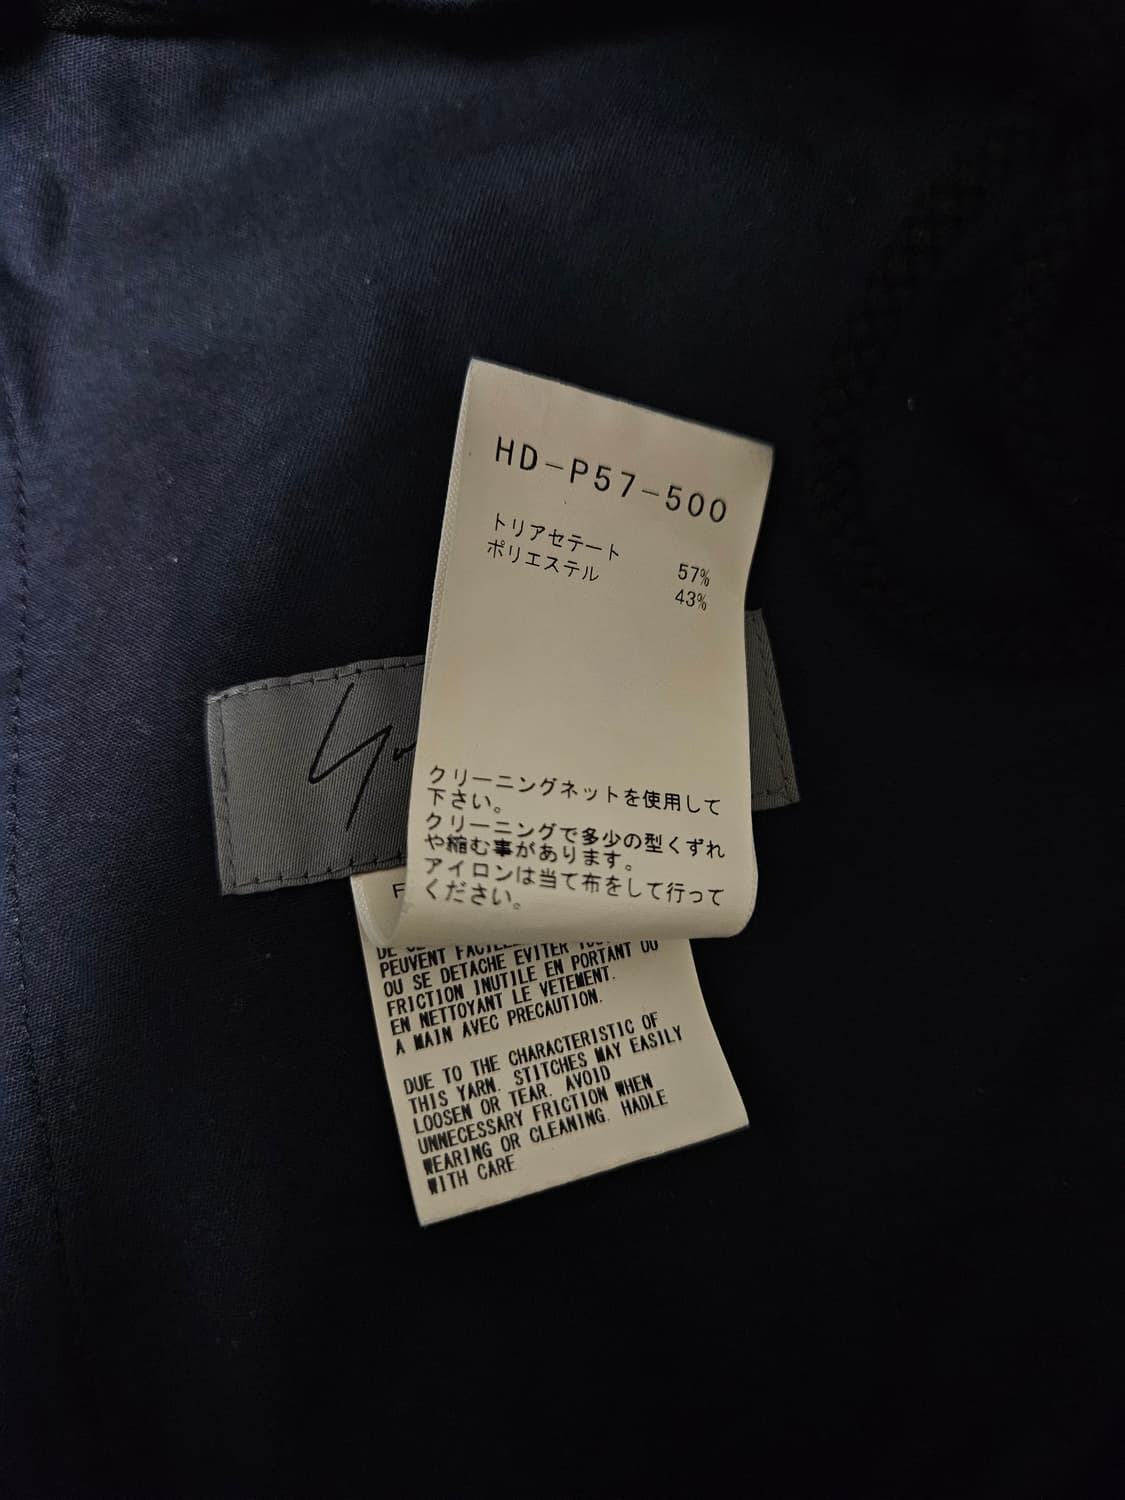 HD-P57-500
トリアセテート 57%
ポリエステル 43%
クリーニングネットを使用して
下さい。
クリーニングで多少の型くずれ
や縮む事があります。
アイロンは当て布をして行って
ください。
PEUVENT
OU SE DETACHE EVITER
FRICTION INUTILE EN PORTANT OU
EN NETTOYANT LE VETEMENT.
A MAIN AVEC PRECAUTION.
DUE TO THE CHARACTERISTIC OF
THIS YARN. STITCHES MAY EASILY
LOOSEN OR TEAR. AVOID
UNNECESSARY FRICTION WHEN
WEARING OR CLEANING. HADLE
WITH CARE